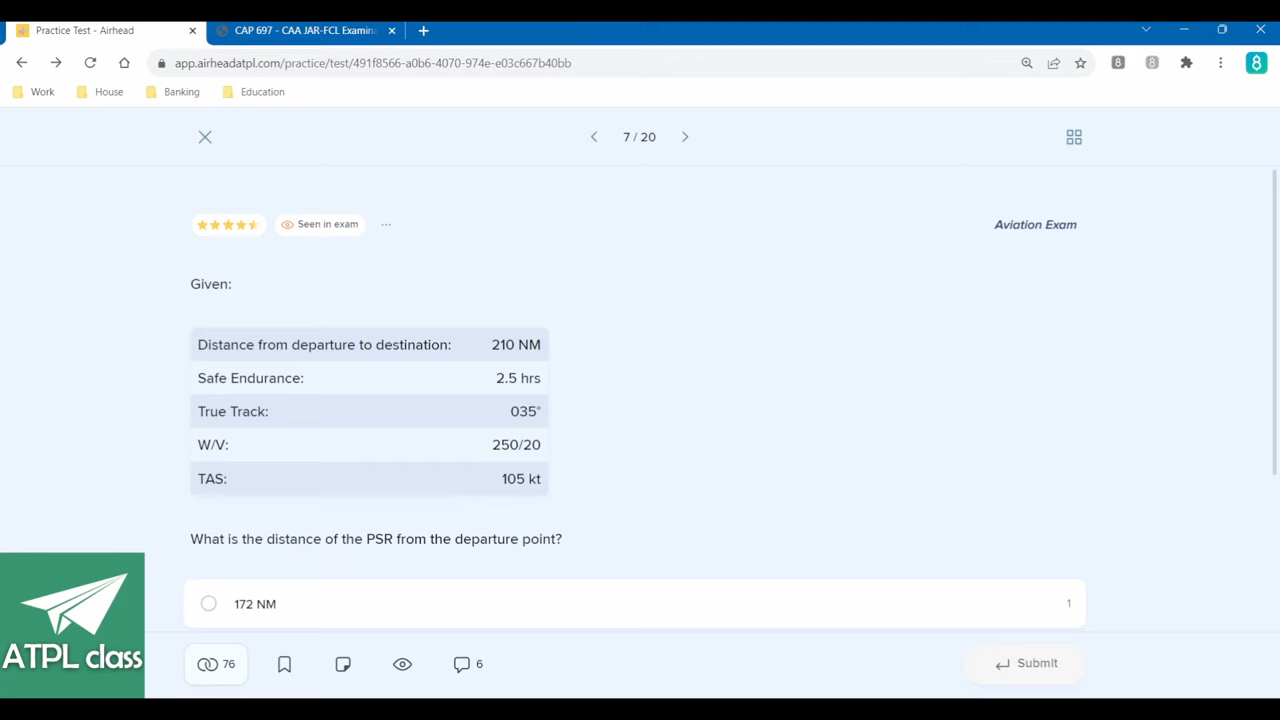 Practice Test - Airhead
CAP 697 - CAA JAR-FCL Examina
app.airheadatpl.com/practice/test/491f8566-a0b6-4070-974e-e03c667b40bb
Work House Banking Education
7 / 20
Seen in exam ...
Aviation Exam
Given:
Distance from departure to destination: 210 NM
Safe Endurance: 2.5 hrs
True Track: 035°
W/V: 250/20
TAS: 105 kt
What is the distance of the PSR from the departure point?
172 NM 1
76 6 Submit
ATPL class